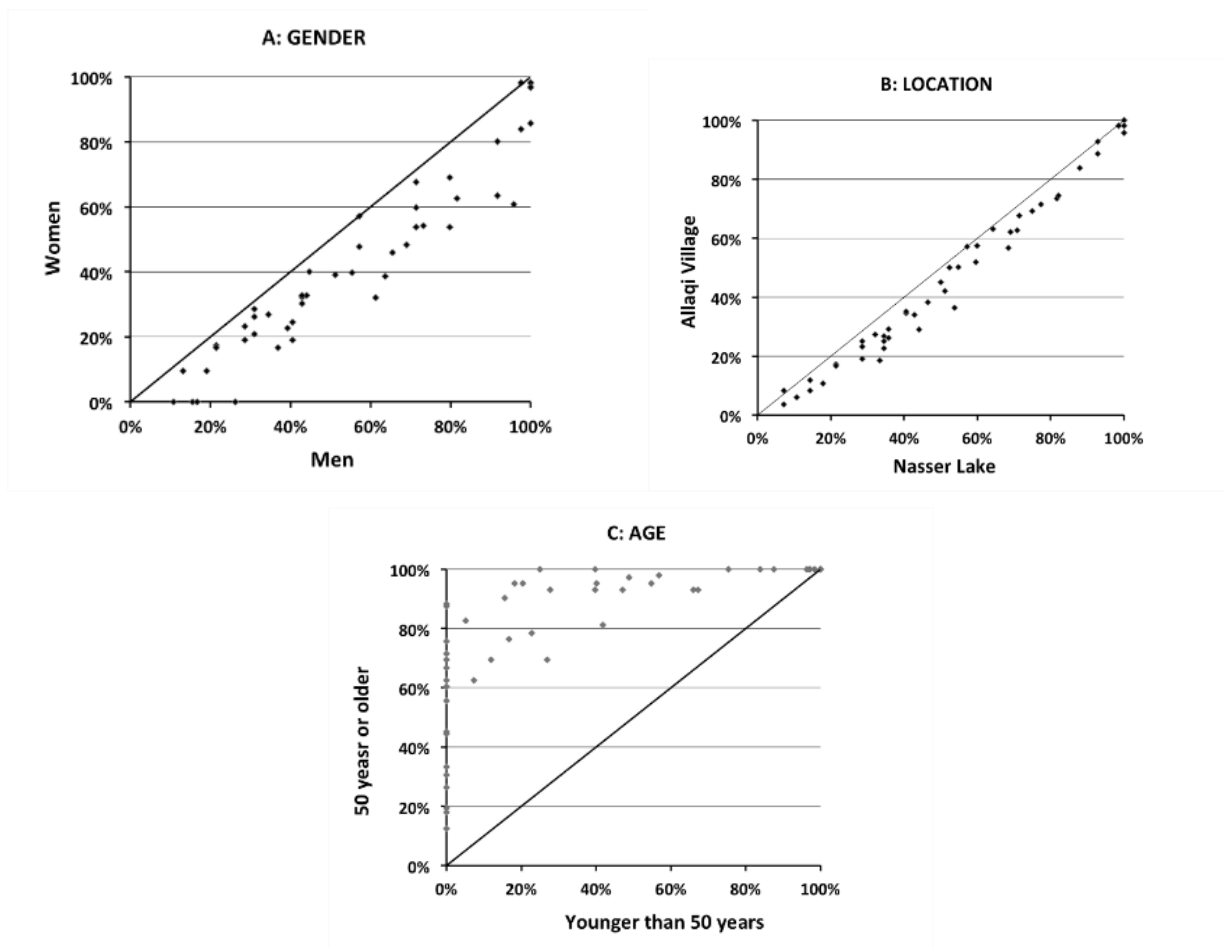 A: GENDER
100%
80%
60%
40%
20%
0%
Women
0% 20% 40% 60% 80% 100%
Men
B: LOCATION
100%
80%
60%
40%
20%
0%
Allaqi Village
0% 20% 40% 60% 80% 100%
Nasser Lake
C: AGE
100%
80%
60%
40%
20%
0%
50 yeasr or older
0% 20% 40% 60% 80% 100%
Younger than 50 years